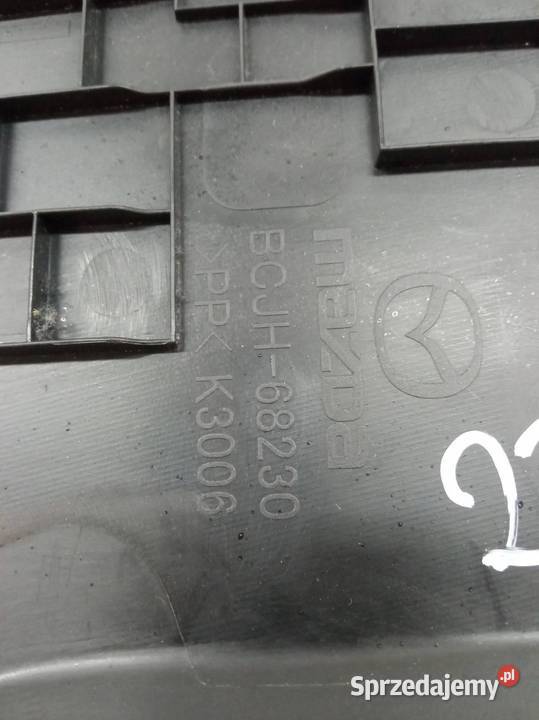 mazda
BCJH-68230
>PP< K3006
Sprzedajemy.pl